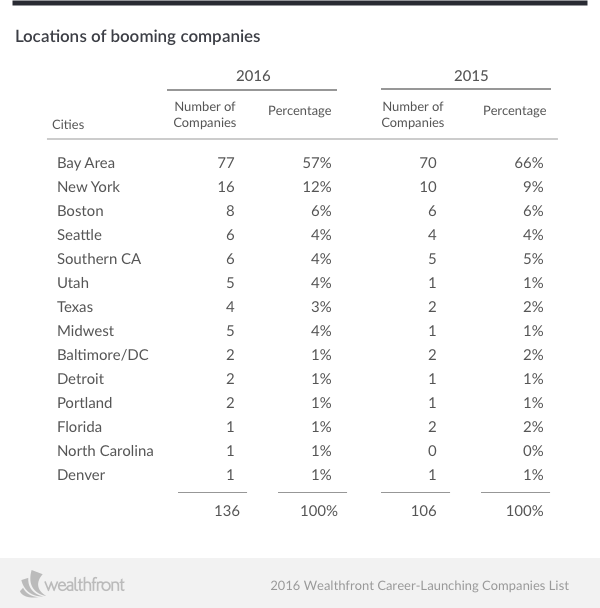 Locations of booming companies
2016 2015
Number of Companies Percentage Number of Companies Percentage
Cities
Bay Area 77 57% 70 66%
New York 16 12% 10 9%
Boston 8 6% 6 6%
Seattle 6 4% 4 4%
Southern CA 6 4% 5 5%
Utah 5 4% 1 1%
Texas 4 3% 2 2%
Midwest 5 4% 1 1%
Baltimore/DC 2 1% 2 2%
Detroit 2 1% 1 1%
Portland 2 1% 1 1%
Florida 1 1% 2 2%
North Carolina 1 1% 0 0%
Denver 1 1% 1 1%
136 100% 106 100%
wealthfront 2016 Wealthfront Career-Launching Companies List